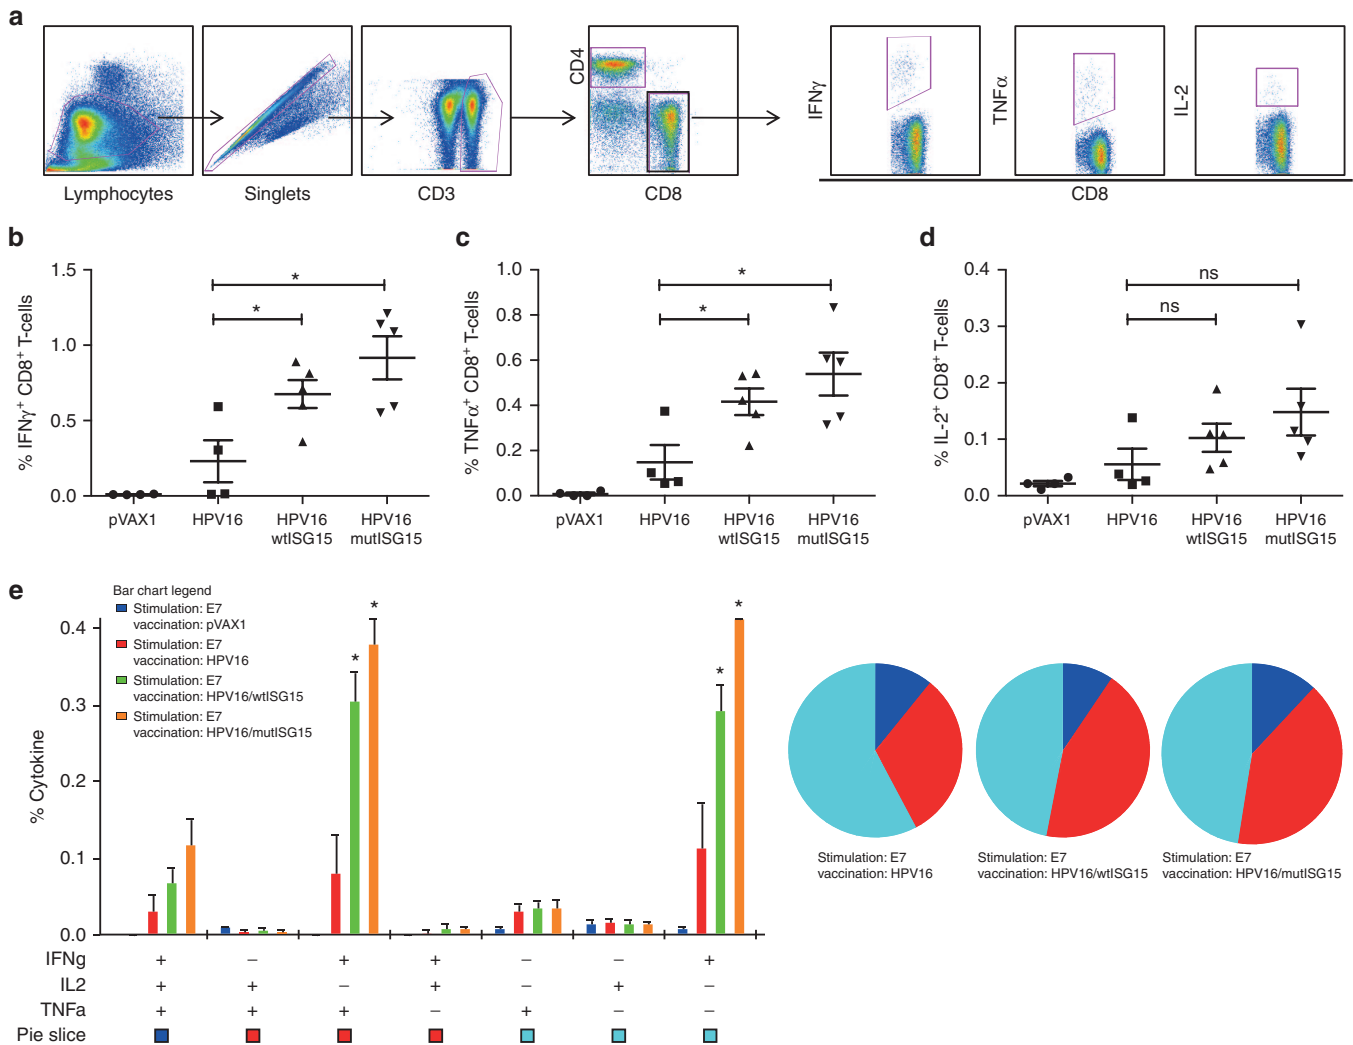 a
CD4
IFNγ
TNFα
IL-2
Lymphocytes
Singlets
CD3
CD8
CD8
b
% IFNγ+ CD8+ T-cells
1.5
1.0
0.5
0.0
*
*
pVAX1
HPV16
HPV16
wtISG15
HPV16
mutISG15
c
% TNFα+ CD8+ T-cells
1.0
0.8
0.6
0.4
0.2
0.0
*
*
pVAX1
HPV16
HPV16
wtISG15
HPV16
mutISG15
d
% IL-2+ CD8+ T-cells
0.4
0.3
0.2
0.1
0.0
ns
ns
pVAX1
HPV16
HPV16
wtISG15
HPV16
mutISG15
e
Bar chart legend
Stimulation: E7
vaccination: pVAX1
Stimulation: E7
vaccination: HPV16
Stimulation: E7
vaccination: HPV16/wtISG15
Stimulation: E7
vaccination: HPV16/mutISG15
% Cytokine
0.4
0.3
0.2
0.1
0.0
*
*
*
*
IFNg + − + + − − +
IL2 + + − + − + −
TNFa + + + − + − −
Pie slice
Stimulation: E7
vaccination: HPV16
Stimulation: E7
vaccination: HPV16/wtISG15
Stimulation: E7
vaccination: HPV16/mutISG15